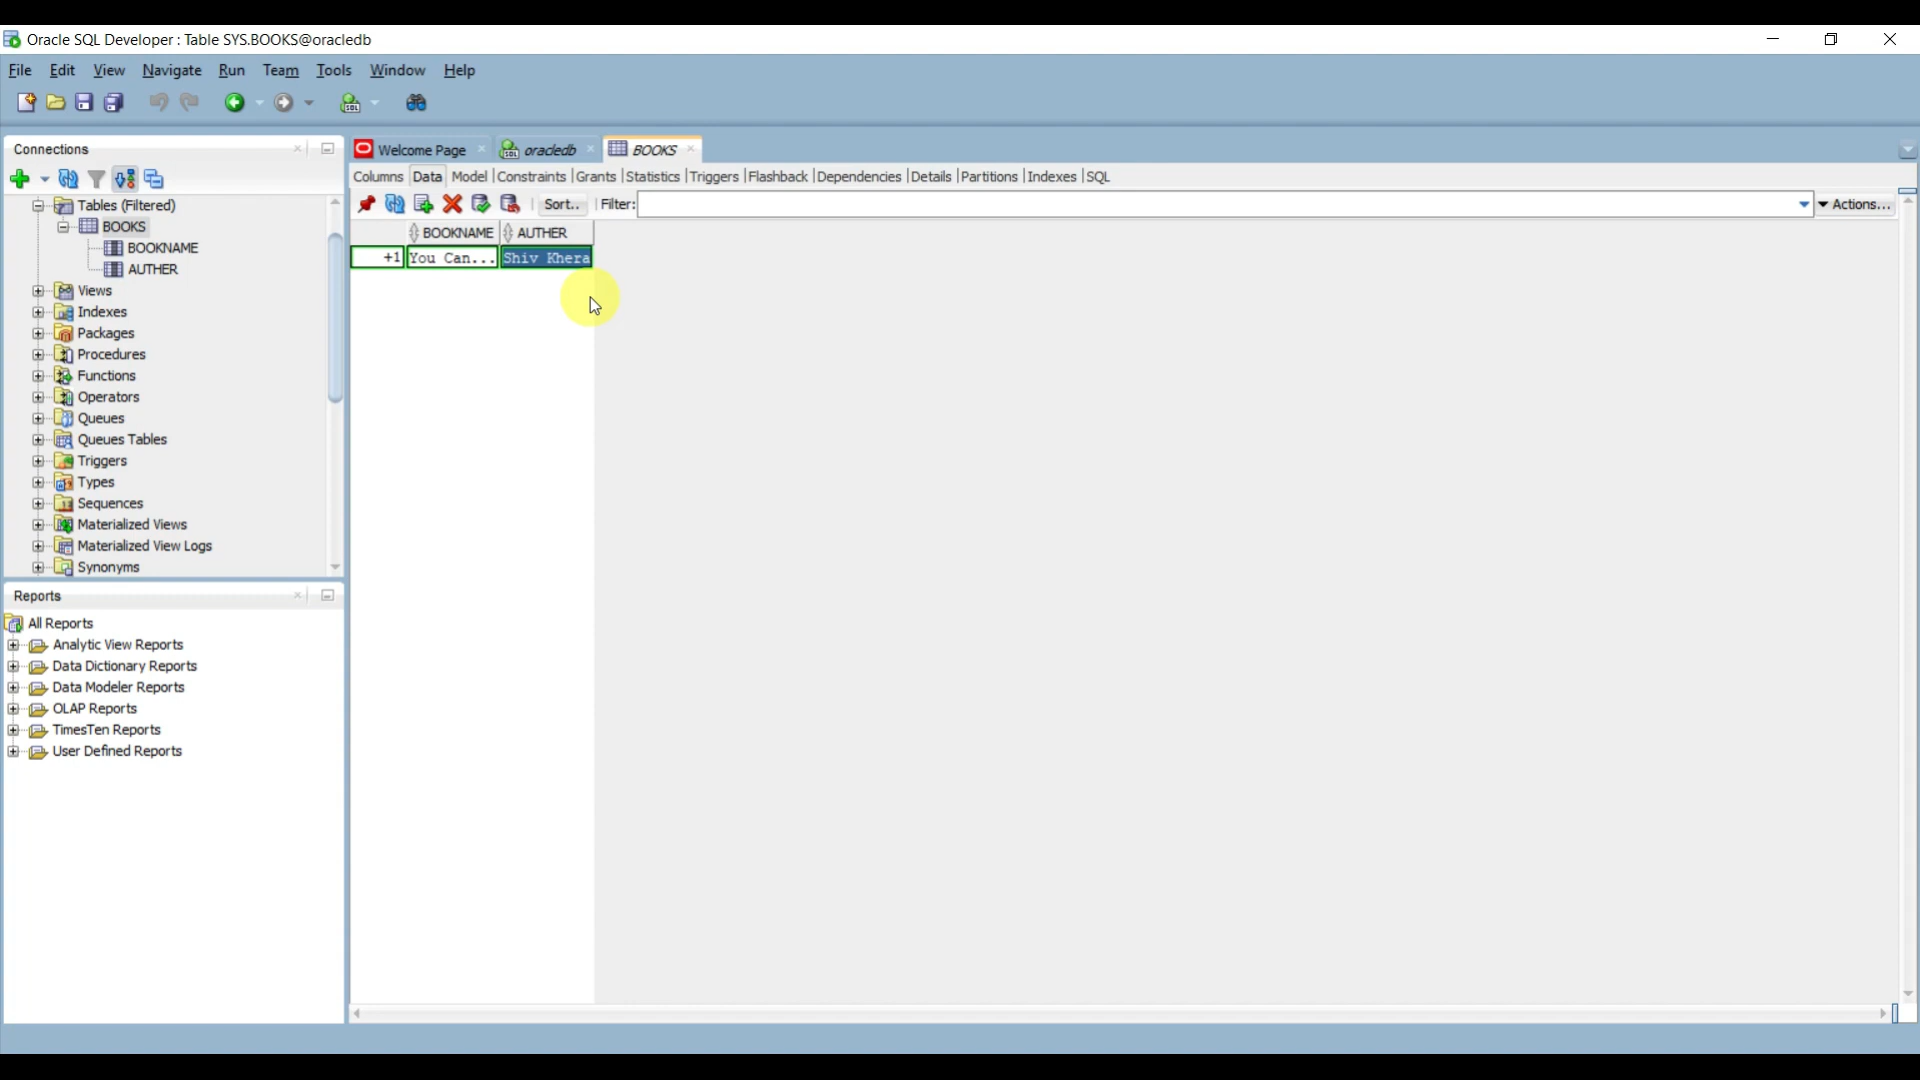 Oracle SQL Developer : Table SYS.BOOKS@oracledb
File Edit View Navigate Run Team Tools Window Help
Connections
Welcome Page
oracledb
BOOKS
Columns Data Model Constraints Grants Statistics Triggers Flashback Dependencies Details Partitions Indexes SQL
Sort.. Filter: Actions...
BOOKNAME AUTHER
+1 You Can... Shiv Khera
Tables (Filtered)
BOOKS
BOOKNAME
AUTHER
Views
Indexes
Packages
Procedures
Functions
Operators
Queues
Queues Tables
Triggers
Types
Sequences
Materialized Views
Materialized View Logs
Synonyms
Reports
All Reports
Analytic View Reports
Data Dictionary Reports
Data Modeler Reports
OLAP Reports
TimesTen Reports
User Defined Reports